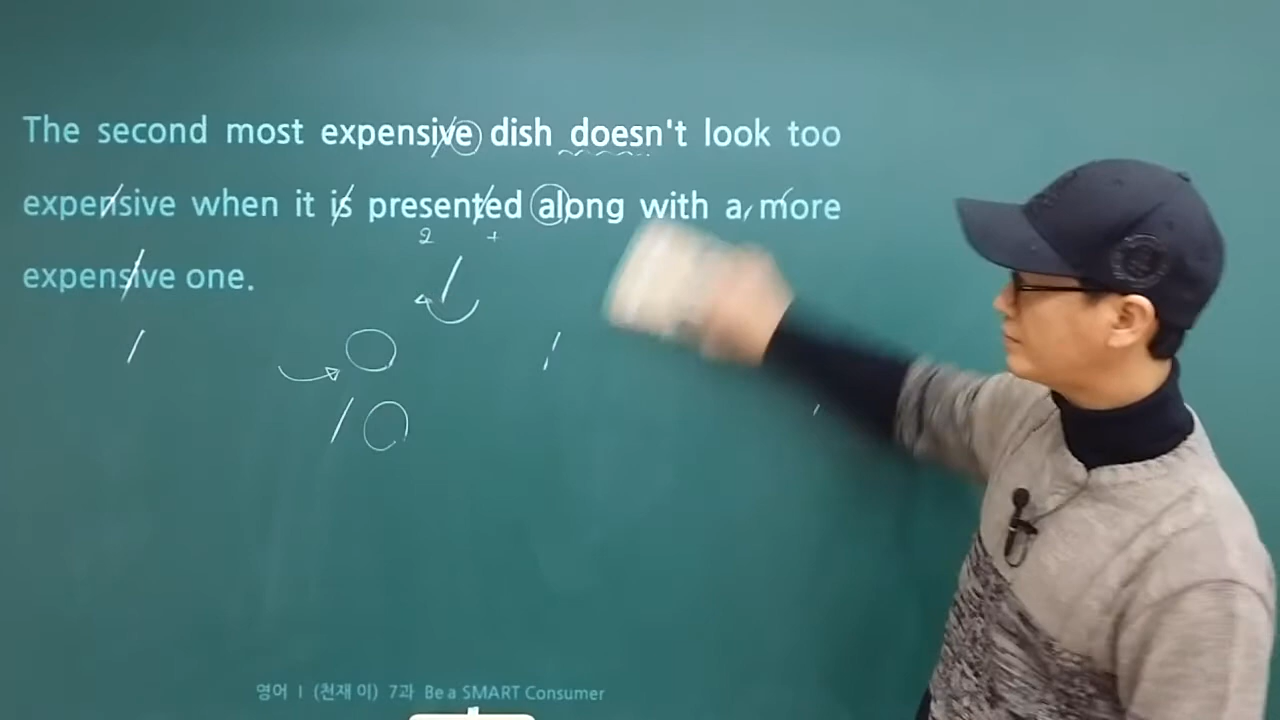 The second most expensive dish doesn't look too
expensive when it is presented along with a more
expensive one.
2 +
영어 I (천재 이) 7과 Be a SMART Consumer